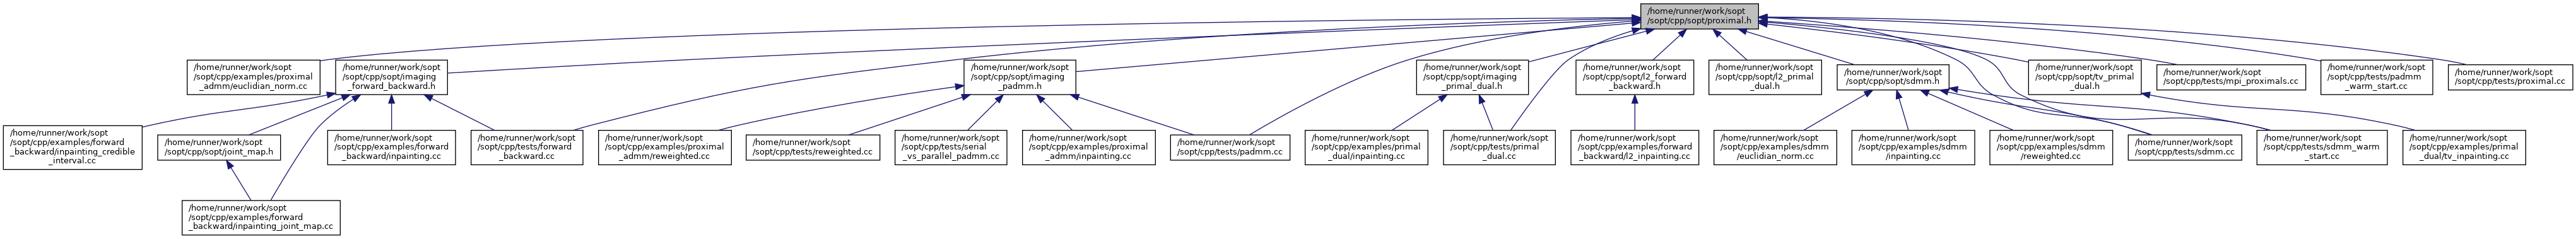 /home/runner/work/sopt
/sopt/cpp/sopt/proximal.h
/home/runner/work/sopt
/sopt/cpp/examples/proximal
_admm/euclidian_norm.cc
/home/runner/work/sopt
/sopt/cpp/sopt/imaging
_forward_backward.h
/home/runner/work/sopt
/sopt/cpp/sopt/imaging
_padmm.h
/home/runner/work/sopt
/sopt/cpp/sopt/imaging
_primal_dual.h
/home/runner/work/sopt
/sopt/cpp/sopt/l2_forward
_backward.h
/home/runner/work/sopt
/sopt/cpp/sopt/l2_primal
_dual.h
/home/runner/work/sopt
/sopt/cpp/sopt/sdmm.h
/home/runner/work/sopt
/sopt/cpp/sopt/tv_primal
_dual.h
/home/runner/work/sopt
/sopt/cpp/tests/mpi_proximals.cc
/home/runner/work/sopt
/sopt/cpp/tests/padmm
_warm_start.cc
/home/runner/work/sopt
/sopt/cpp/tests/proximal.cc
/home/runner/work/sopt
/sopt/cpp/examples/forward
_backward/inpainting_credible
_interval.cc
/home/runner/work/sopt
/sopt/cpp/sopt/joint_map.h
/home/runner/work/sopt
/sopt/cpp/examples/forward
_backward/inpainting.cc
/home/runner/work/sopt
/sopt/cpp/tests/forward
_backward.cc
/home/runner/work/sopt
/sopt/cpp/examples/proximal
_admm/reweighted.cc
/home/runner/work/sopt
/sopt/cpp/tests/reweighted.cc
/home/runner/work/sopt
/sopt/cpp/tests/serial
_vs_parallel_padmm.cc
/home/runner/work/sopt
/sopt/cpp/examples/proximal
_admm/inpainting.cc
/home/runner/work/sopt
/sopt/cpp/tests/padmm.cc
/home/runner/work/sopt
/sopt/cpp/examples/primal
_dual/inpainting.cc
/home/runner/work/sopt
/sopt/cpp/tests/primal
_dual.cc
/home/runner/work/sopt
/sopt/cpp/examples/forward
_backward/l2_inpainting.cc
/home/runner/work/sopt
/sopt/cpp/examples/sdmm
/euclidian_norm.cc
/home/runner/work/sopt
/sopt/cpp/examples/sdmm
/inpainting.cc
/home/runner/work/sopt
/sopt/cpp/examples/sdmm
/reweighted.cc
/home/runner/work/sopt
/sopt/cpp/tests/sdmm.cc
/home/runner/work/sopt
/sopt/cpp/tests/sdmm_warm
_start.cc
/home/runner/work/sopt
/sopt/cpp/examples/primal
_dual/tv_inpainting.cc
/home/runner/work/sopt
/sopt/cpp/examples/forward
_backward/inpainting_joint_map.cc